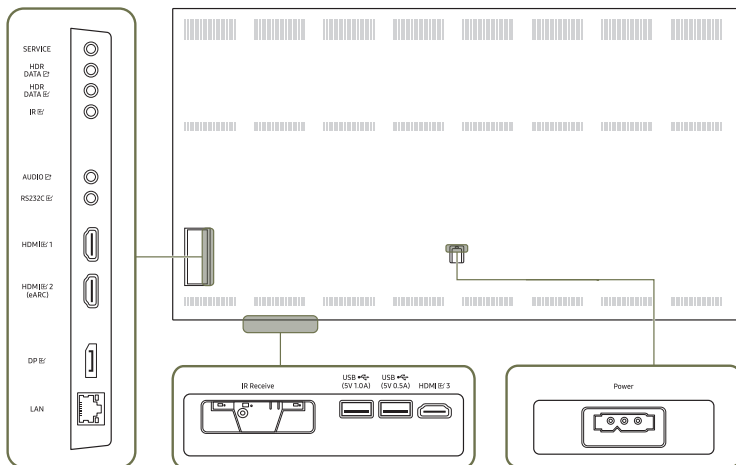 SERVICE
HDR
DATA
HDR
DATA
IR
AUDIO
RS232C
HDMI 1
HDMI 2
(eARC)
DP
LAN
IR Receive
USB
(5V 1.0A)
USB
(5V 0.5A)
HDMI 3
Power